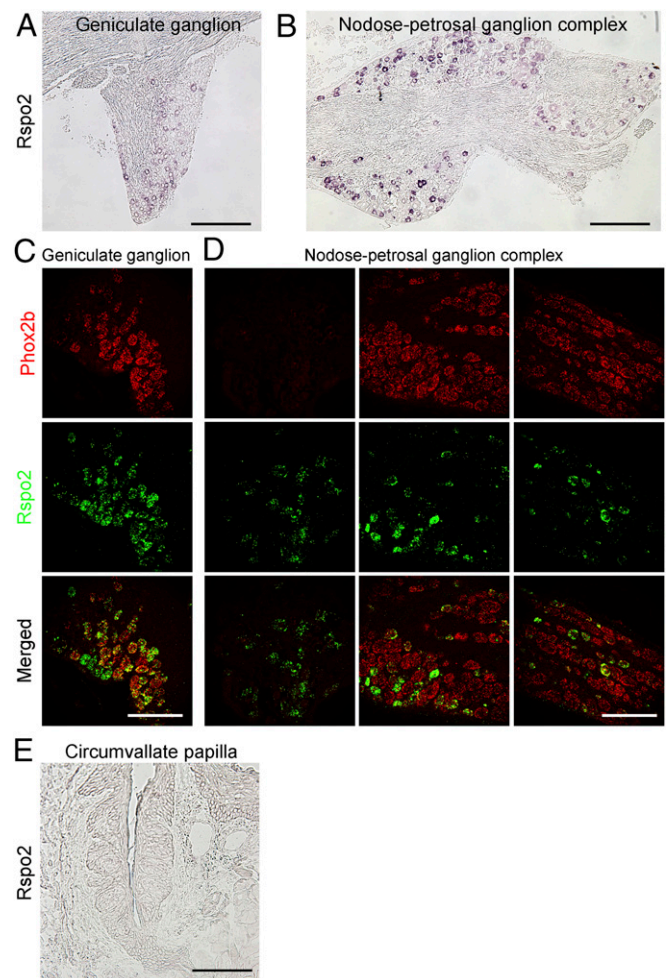 A
Geniculate ganglion
B
Nodose-petrosal ganglion complex
Rspo2
C
Geniculate ganglion
D
Nodose-petrosal ganglion complex
Phox2b
Rspo2
Merged
E
Circumvallate papilla
Rspo2